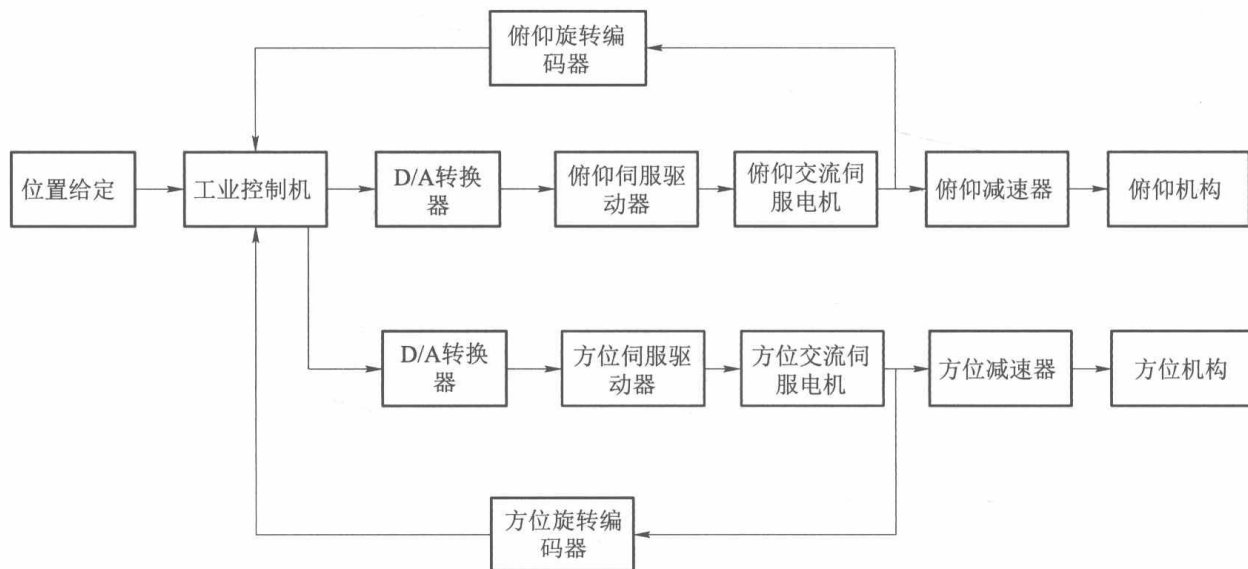 俯仰旋转编
码器
位置给定
工业控制机
D/A转换
器
俯仰伺服驱
动器
俯仰交流伺
服电机
俯仰减速器
俯仰机构
D/A转换
器
方位伺服驱
动器
方位交流伺
服电机
方位减速器
方位机构
方位旋转编
码器